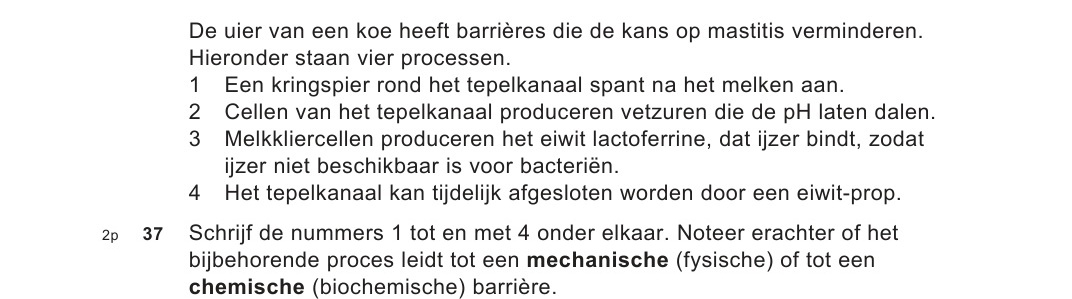 De uier van een koe heeft barrières die de kans op mastitis verminderen.
Hieronder staan vier processen.
1 Een kringspier rond het tepelkanaal spant na het melken aan.
2 Cellen van het tepelkanaal produceren vetzuren die de pH laten dalen.
3 Melkkliercellen produceren het eiwit lactoferrine, dat ijzer bindt, zodat
ijzer niet beschikbaar is voor bacteriën.
4 Het tepelkanaal kan tijdelijk afgesloten worden door een eiwit-prop.
2p 37 Schrijf de nummers 1 tot en met 4 onder elkaar. Noteer erachter of het
bijbehorende proces leidt tot een mechanische (fysische) of tot een
chemische (biochemische) barrière.